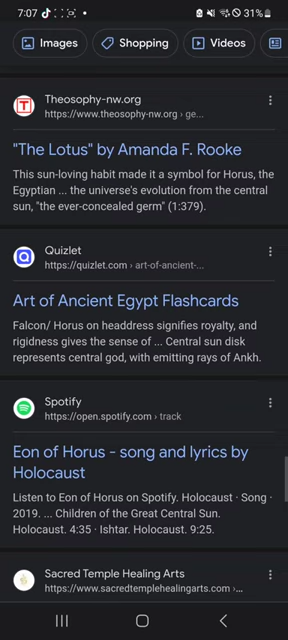 7:07
31%
Images
Shopping
Videos
Theosophy-nw.org
https://www.theosophy-nw.org › ge...
"The Lotus" by Amanda F. Rooke
This sun-loving habit made it a symbol for Horus, the
Egyptian ... the universe's evolution from the central
sun, "the ever-concealed germ" (1:379).
Quizlet
https://quizlet.com › art-of-ancient-...
Art of Ancient Egypt Flashcards
Falcon/ Horus on headdress signifies royalty, and
rigidness gives the sense of ... Central sun disk
represents central god, with emitting rays of Ankh.
Spotify
https://open.spotify.com › track
Eon of Horus - song and lyrics by
Holocaust
Listen to Eon of Horus on Spotify. Holocaust · Song ·
2019. ... Children of the Great Central Sun.
Holocaust. 4:35 · Ishtar. Holocaust. 9:25.
Sacred Temple Healing Arts
https://www.sacredtemplehealingarts.com ›...